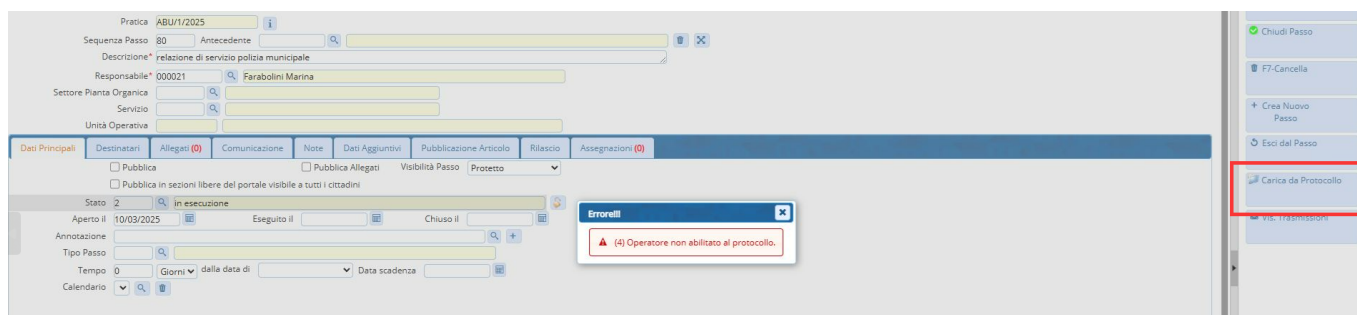 Pratica ABU/1/2025 i
Sequenza Passo 80 Antecedente
Descrizione* relazione di servizio polizia municipale
Responsabile* 000021 Farabolini Marina
Settore Pianta Organica
Servizio
Unità Operativa
Dati Principali Destinatari Allegati (0) Comunicazione Note Dati Aggiuntivi Pubblicazione Articolo Rilascio Assegnazioni (0)
Pubblica Pubblica Allegati Visibilità Passo Protetto
Pubblica in sezioni libere del portale visibile a tutti i cittadini
Stato 2 in esecuzione
Aperto il 10/03/2025 Eseguito il Chiuso il
Annotazione
Tipo Passo
Tempo 0 Giorni dalla data di Data scadenza
Calendario
Errore!!!
(4) Operatore non abilitato al protocollo.
Chiudi Passo
F7-Cancella
+ Crea Nuovo
Passo
Esci dal Passo
Carica da Protocollo
Vis. Trasmissioni